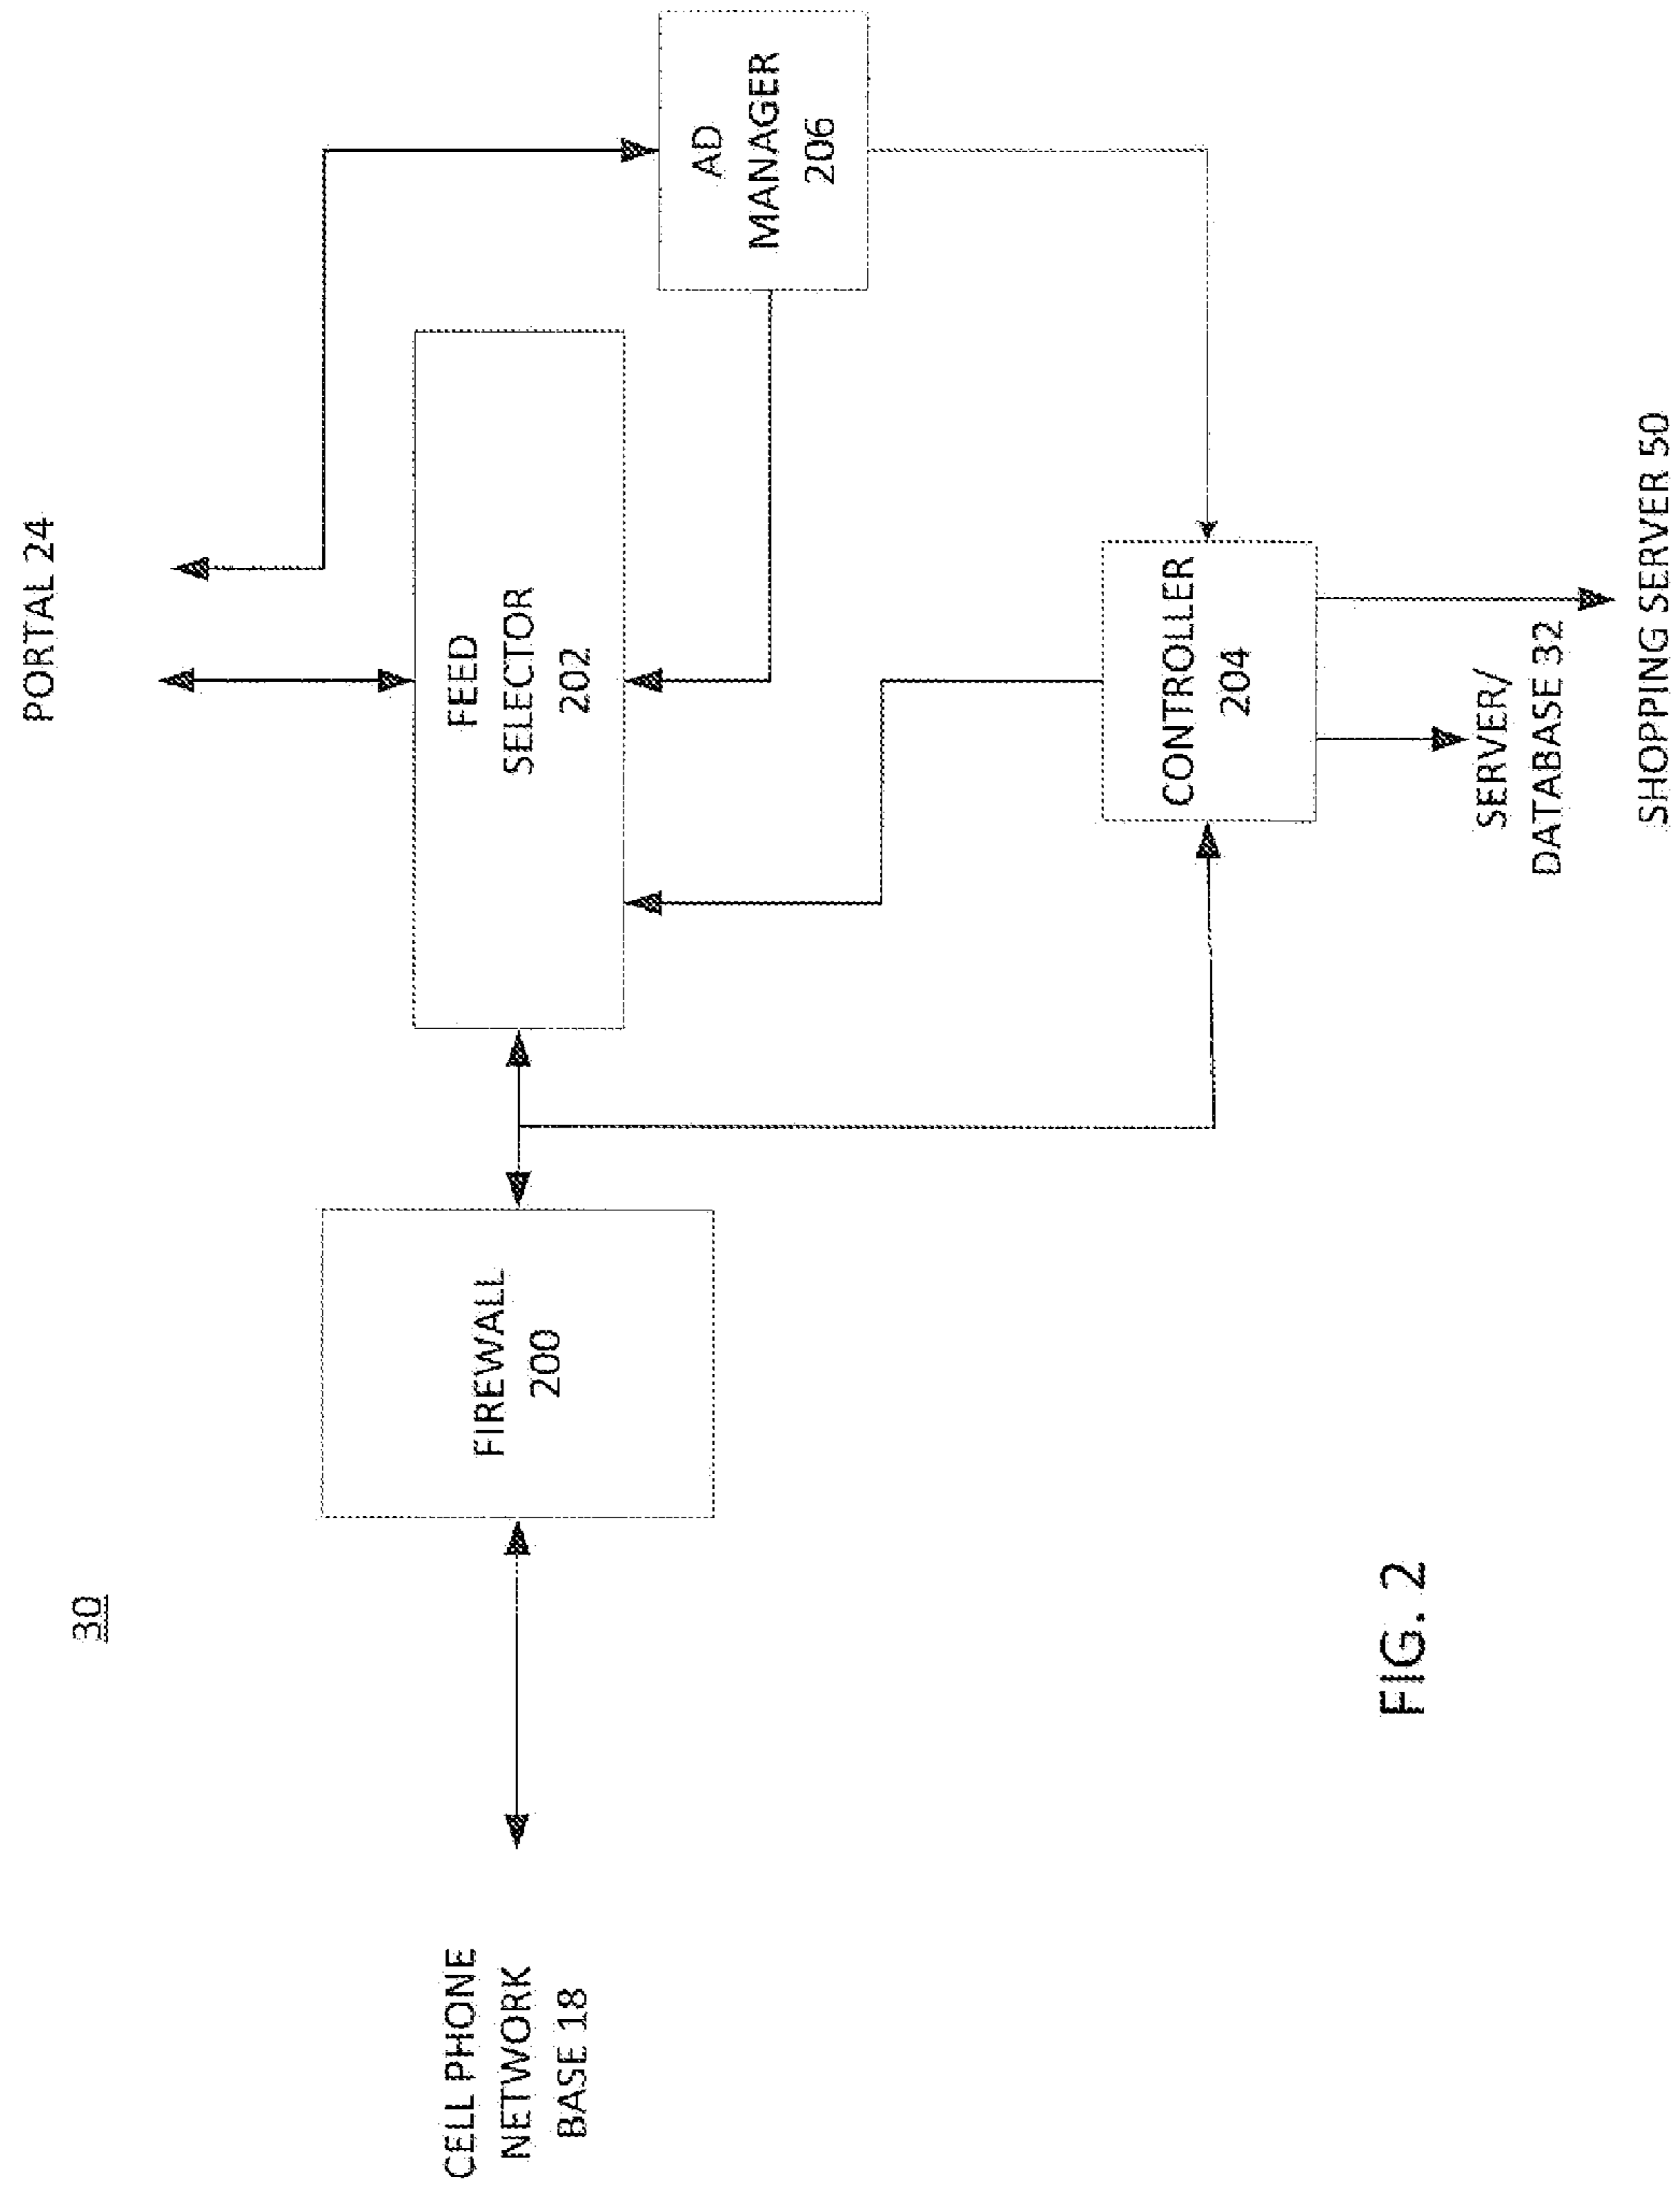 30
PORTAL 24
CELL PHONE
NETWORK
BASE 18
FIREWALL
200
FEED
SELECTOR
202
AD
MANAGER
206
CONTROLLER
204
SERVER/
DATABASE 32
SHOPPING SERVER 50
FIG. 2